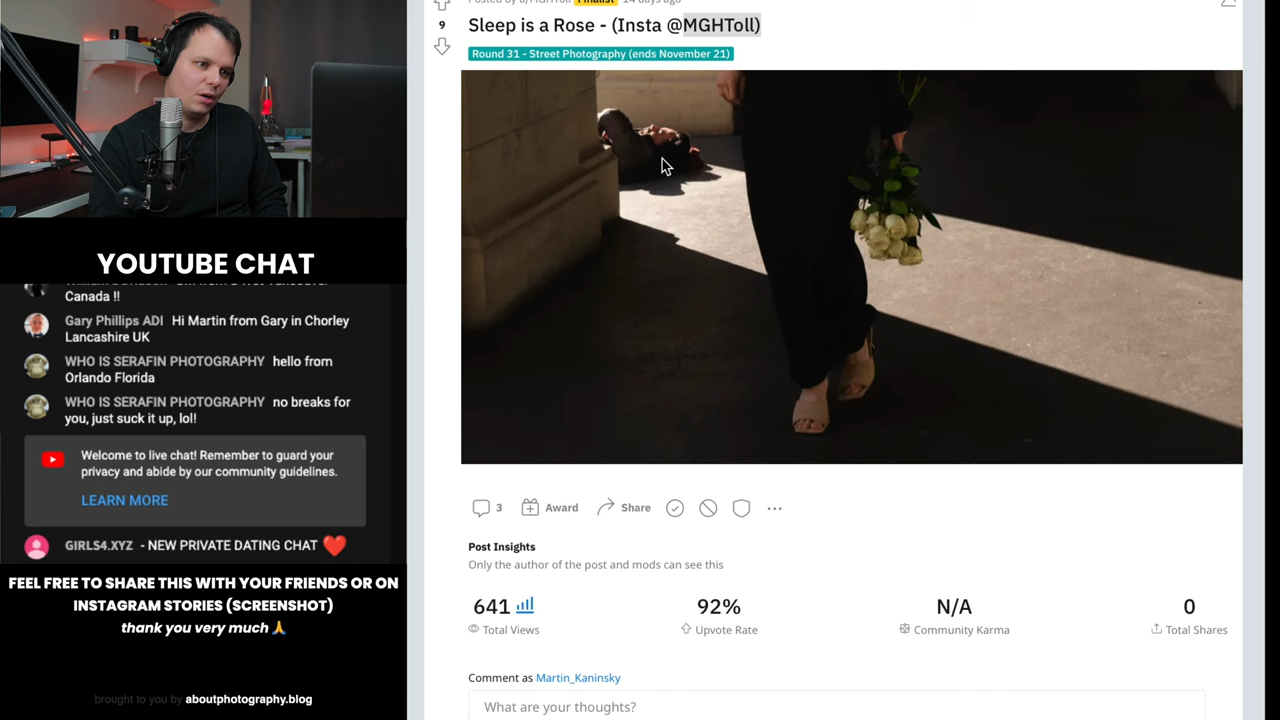 YOUTUBE CHAT
Canada !!
Gary Phillips ADI Hi Martin from Gary in Chorley
Lancashire UK
WHO IS SERAFIN PHOTOGRAPHY hello from
Orlando Florida
WHO IS SERAFIN PHOTOGRAPHY no breaks for
you, just suck it up, lol!
Welcome to live chat! Remember to guard your
privacy and abide by our community guidelines.
LEARN MORE
GIRLS4.XYZ - NEW PRIVATE DATING CHAT ❤️
FEEL FREE TO SHARE THIS WITH YOUR FRIENDS OR ON
INSTAGRAM STORIES (SCREENSHOT)
thank you very much 🙏
brought to you by aboutphotography.blog
Posted by u/MGHToll Finalist 14 days ago
9
Sleep is a Rose - (Insta @MGHToll)
Round 31 - Street Photography (ends November 21)
3 Award Share
Post Insights
Only the author of the post and mods can see this
641 92% N/A 0
Total Views Upvote Rate Community Karma Total Shares
Comment as Martin_Kaninsky
What are your thoughts?